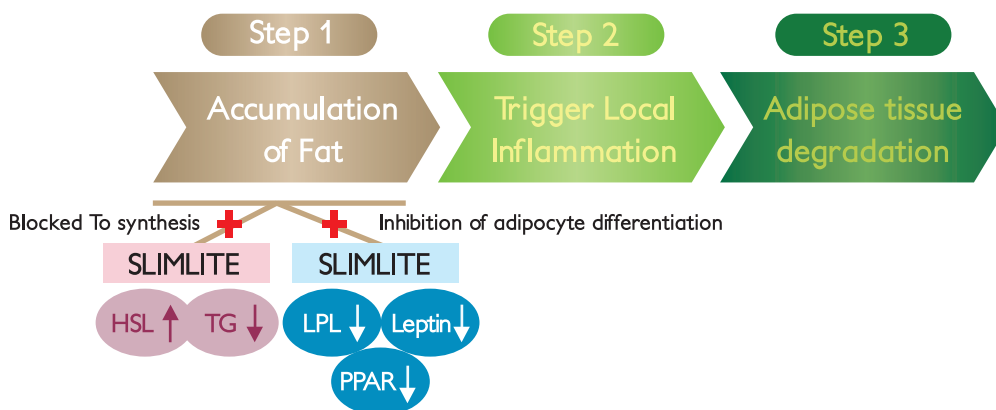 Step 1
Step 2
Step 3
Accumulation
of Fat
Trigger Local
Inflammation
Adipose tissue
degradation
Blocked To synthesis
Inhibition of adipocyte differentiation
SLIMLITE
SLIMLITE
HSL
TG
LPL
Leptin
PPAR